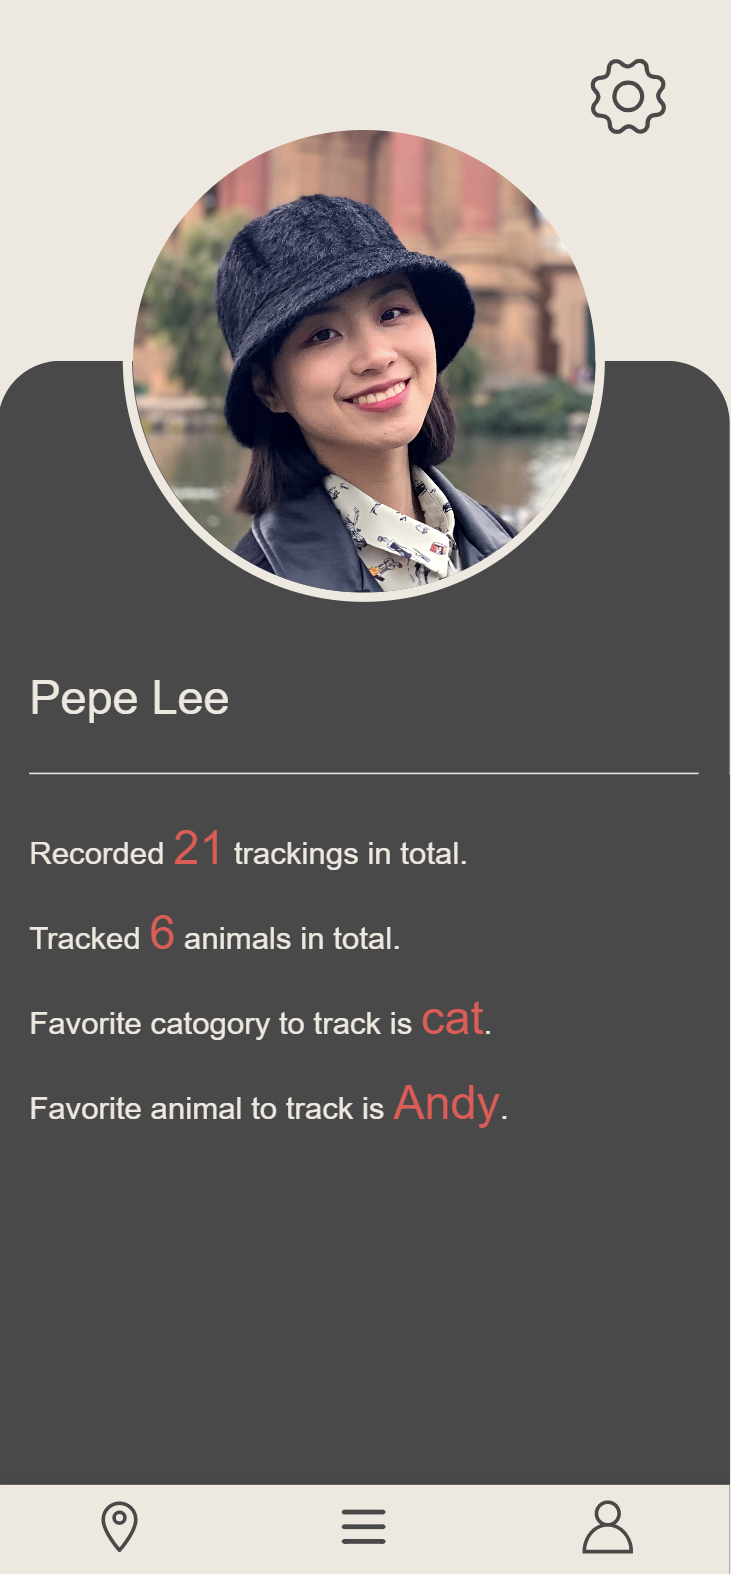 Pepe Lee
Recorded 21 trackings in total.
Tracked 6 animals in total.
Favorite catogory to track is cat.
Favorite animal to track is Andy.